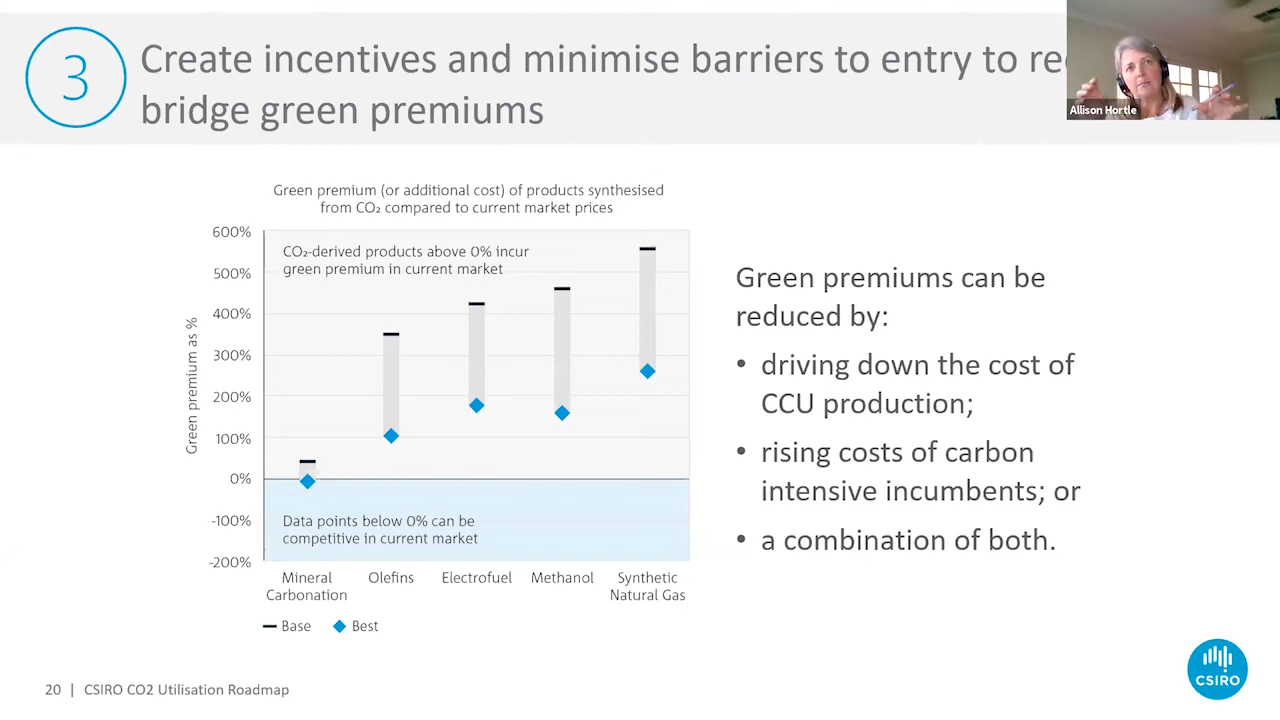 3
Create incentives and minimise barriers to entry to
bridge green premiums
Allison Hortle
Green premium (or additional cost) of products synthesised
from CO₂ compared to current market prices
Green premium as %
600%
500%
400%
300%
200%
100%
0%
-100%
-200%
CO₂-derived products above 0% incur
green premium in current market
Data points below 0% can be
competitive in current market
Mineral
Carbonation
Olefins
Electrofuel
Methanol
Synthetic
Natural Gas
Base
Best
Green premiums can be
reduced by:
• driving down the cost of
CCU production;
• rising costs of carbon
intensive incumbents; or
• a combination of both.
20 | CSIRO CO2 Utilisation Roadmap
CSIRO